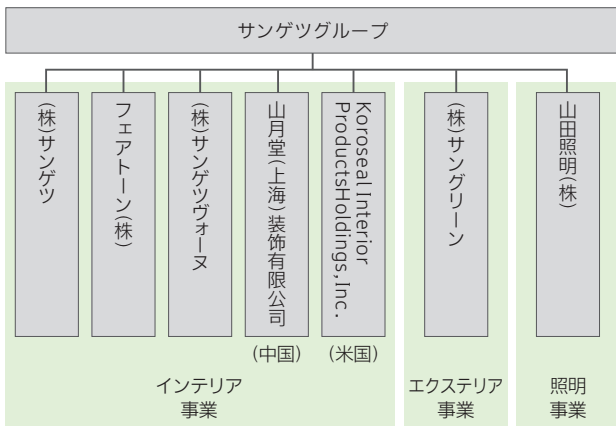 サンゲツグループ
(株)サンゲツ
フェアトーン(株)
(株)サンゲツヴォーヌ
山月堂(上海)装饰有限公司
Koroseal Interior
ProductsHoldings,Inc.
(株)サングリーン
山田照明(株)
(中国)
(米国)
インテリア
事業
エクステリア
事業
照明
事業